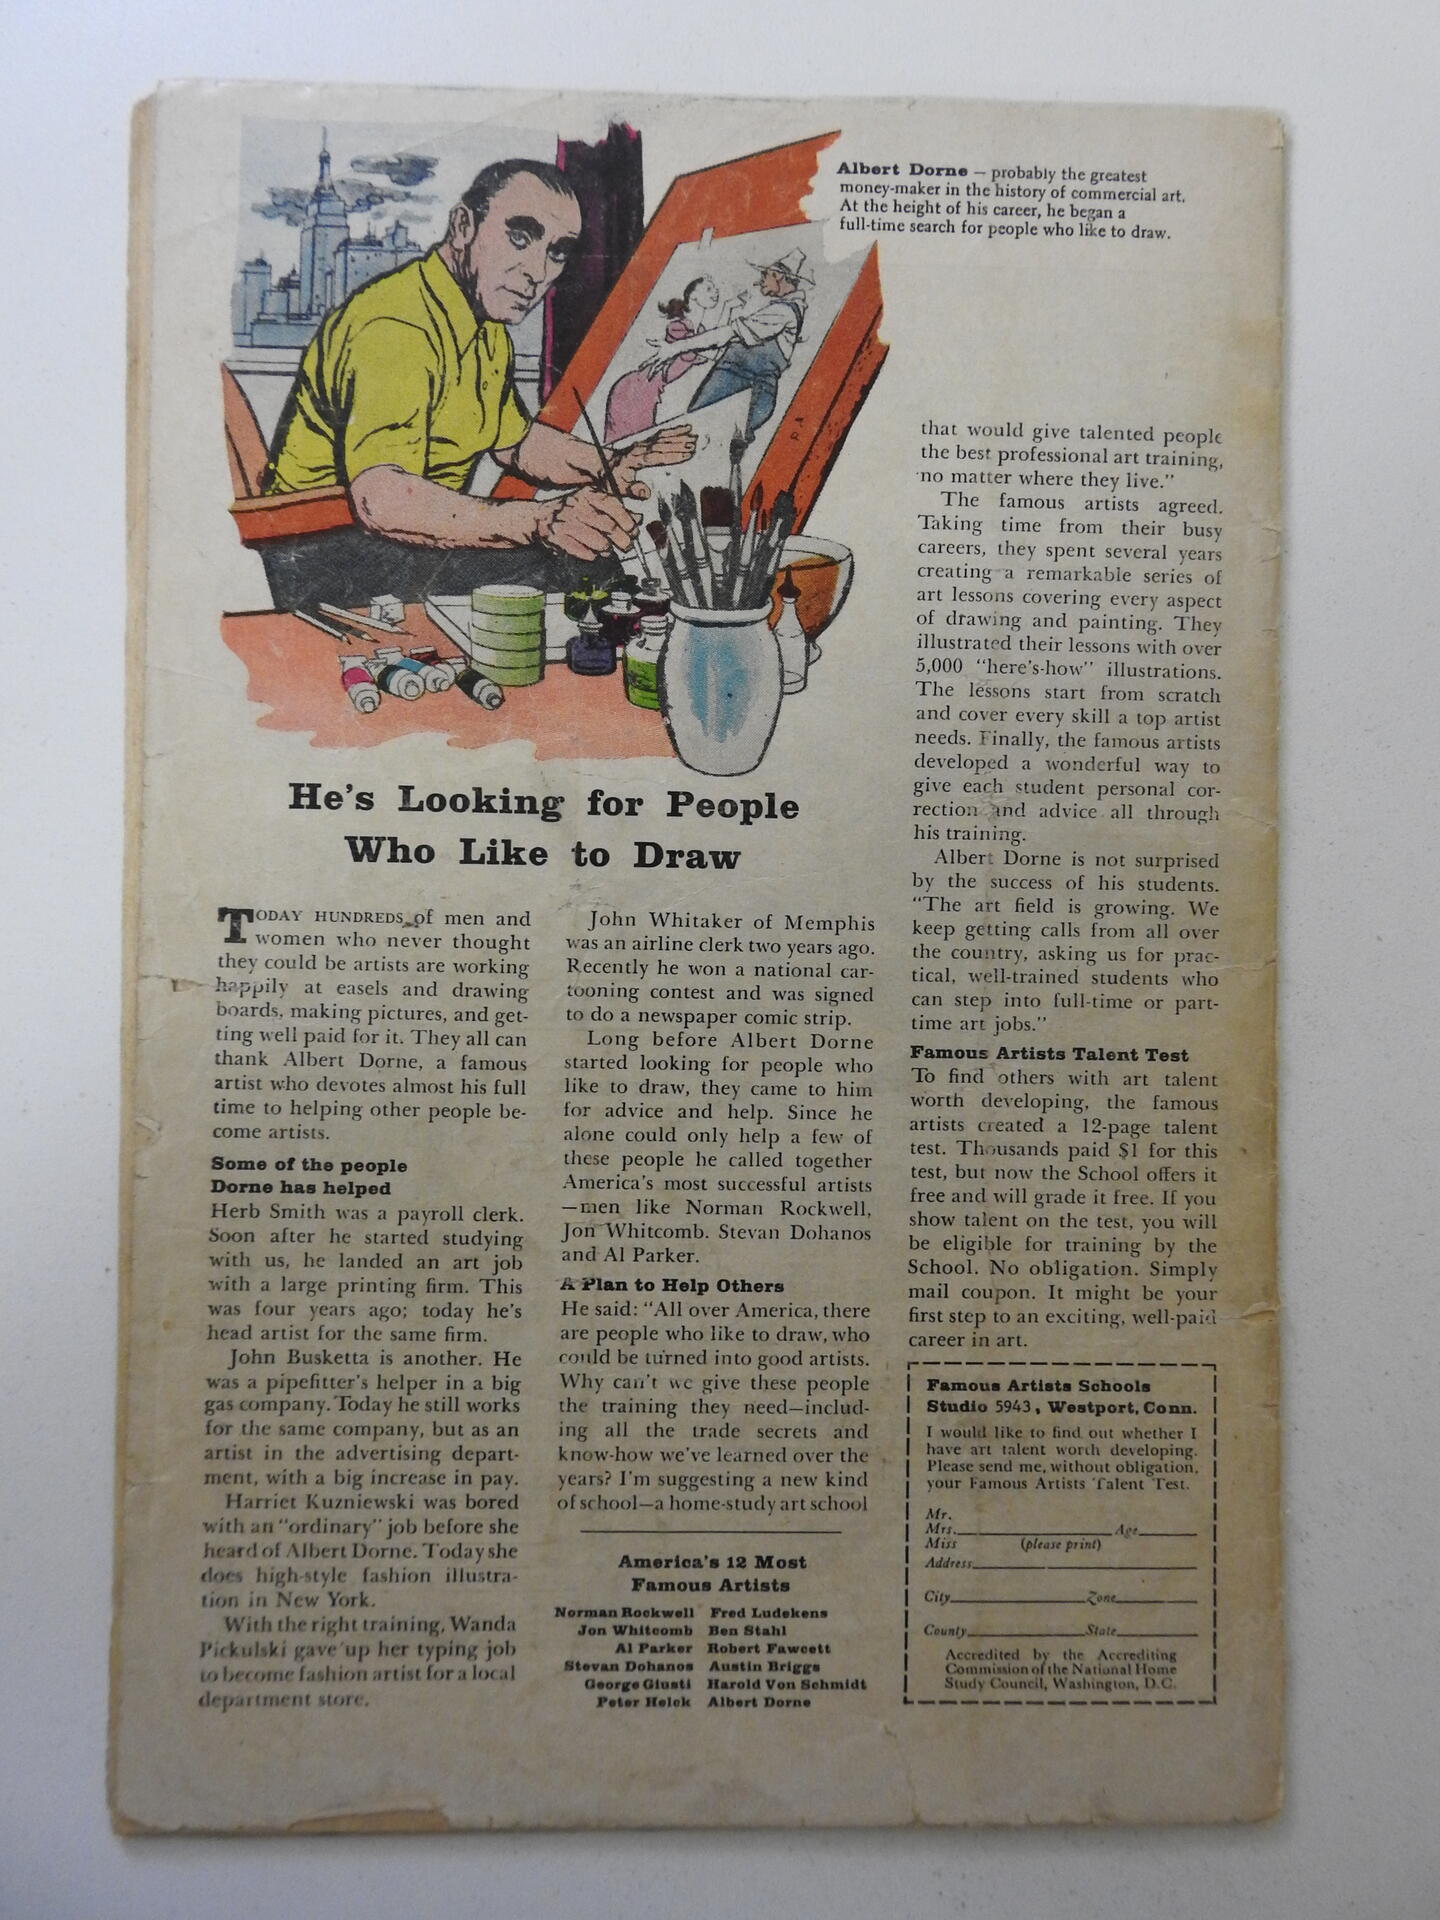 Albert Dorne — probably the greatest
money-maker in the history of commercial art.
At the height of his career, he began a
full-time search for people who like to draw.
He's Looking for People
Who Like to Draw
TODAY HUNDREDS of men and
women who never thought
they could be artists are working
happily at easels and drawing
boards, making pictures, and get-
ting well paid for it. They all can
thank Albert Dorne, a famous
artist who devotes almost his full
time to helping other people be-
come artists.
Some of the people
Dorne has helped
Herb Smith was a payroll clerk.
Soon after he started studying
with us, he landed an art job
with a large printing firm. This
was four years ago; today he's
head artist for the same firm.
John Busketta is another. He
was a pipefitter's helper in a big
gas company. Today he still works
for the same company, but as an
artist in the advertising depart-
ment, with a big increase in pay.
Harriet Kuzniewski was bored
with an "ordinary" job before she
heard of Albert Dorne. Today she
does high-style fashion illustra-
tion in New York.
With the right training, Wanda
Pickulski gave up her typing job
to become fashion artist for a local
department store.
John Whitaker of Memphis
was an airline clerk two years ago.
Recently he won a national car-
tooning contest and was signed
to do a newspaper comic strip.
Long before Albert Dorne
started looking for people who
like to draw, they came to him
for advice and help. Since he
alone could only help a few of
these people he called together
America's most successful artists
—men like Norman Rockwell,
Jon Whitcomb. Stevan Dohanos
and Al Parker.
A Plan to Help Others
He said: "All over America, there
are people who like to draw, who
could be turned into good artists.
Why can't we give these people
the training they need—includ-
ing all the trade secrets and
know-how we've learned over the
years? I'm suggesting a new kind
of school—a home-study art school
America's 12 Most
Famous Artists
Norman Rockwell Fred Ludekens
Jon Whitcomb Ben Stahl
Al Parker Robert Fawcett
Stevan Dohanos Austin Briggs
George Giusti Harold Von Schmidt
Peter Helck Albert Dorne
that would give talented people
the best professional art training,
no matter where they live."
The famous artists agreed.
Taking time from their busy
careers, they spent several years
creating a remarkable series of
art lessons covering every aspect
of drawing and painting. They
illustrated their lessons with over
5,000 "here's-how" illustrations.
The lessons start from scratch
and cover every skill a top artist
needs. Finally, the famous artists
developed a wonderful way to
give each student personal cor-
rection and advice all through
his training.
Albert Dorne is not surprised
by the success of his students.
"The art field is growing. We
keep getting calls from all over
the country, asking us for prac-
tical, well-trained students who
can step into full-time or part-
time art jobs."
Famous Artists Talent Test
To find others with art talent
worth developing, the famous
artists created a 12-page talent
test. Thousands paid $1 for this
test, but now the School offers it
free and will grade it free. If you
show talent on the test, you will
be eligible for training by the
School. No obligation. Simply
mail coupon. It might be your
first step to an exciting, well-paid
career in art.
Famous Artists Schools
Studio 5943, Westport, Conn.
I would like to find out whether I
have art talent worth developing.
Please send me, without obligation,
your Famous Artists Talent Test.
Mr.
Mrs. Age
Miss (please print)
Address
City Zone
County State
Accredited by the Accrediting
Commission of the National Home
Study Council, Washington, D.C.